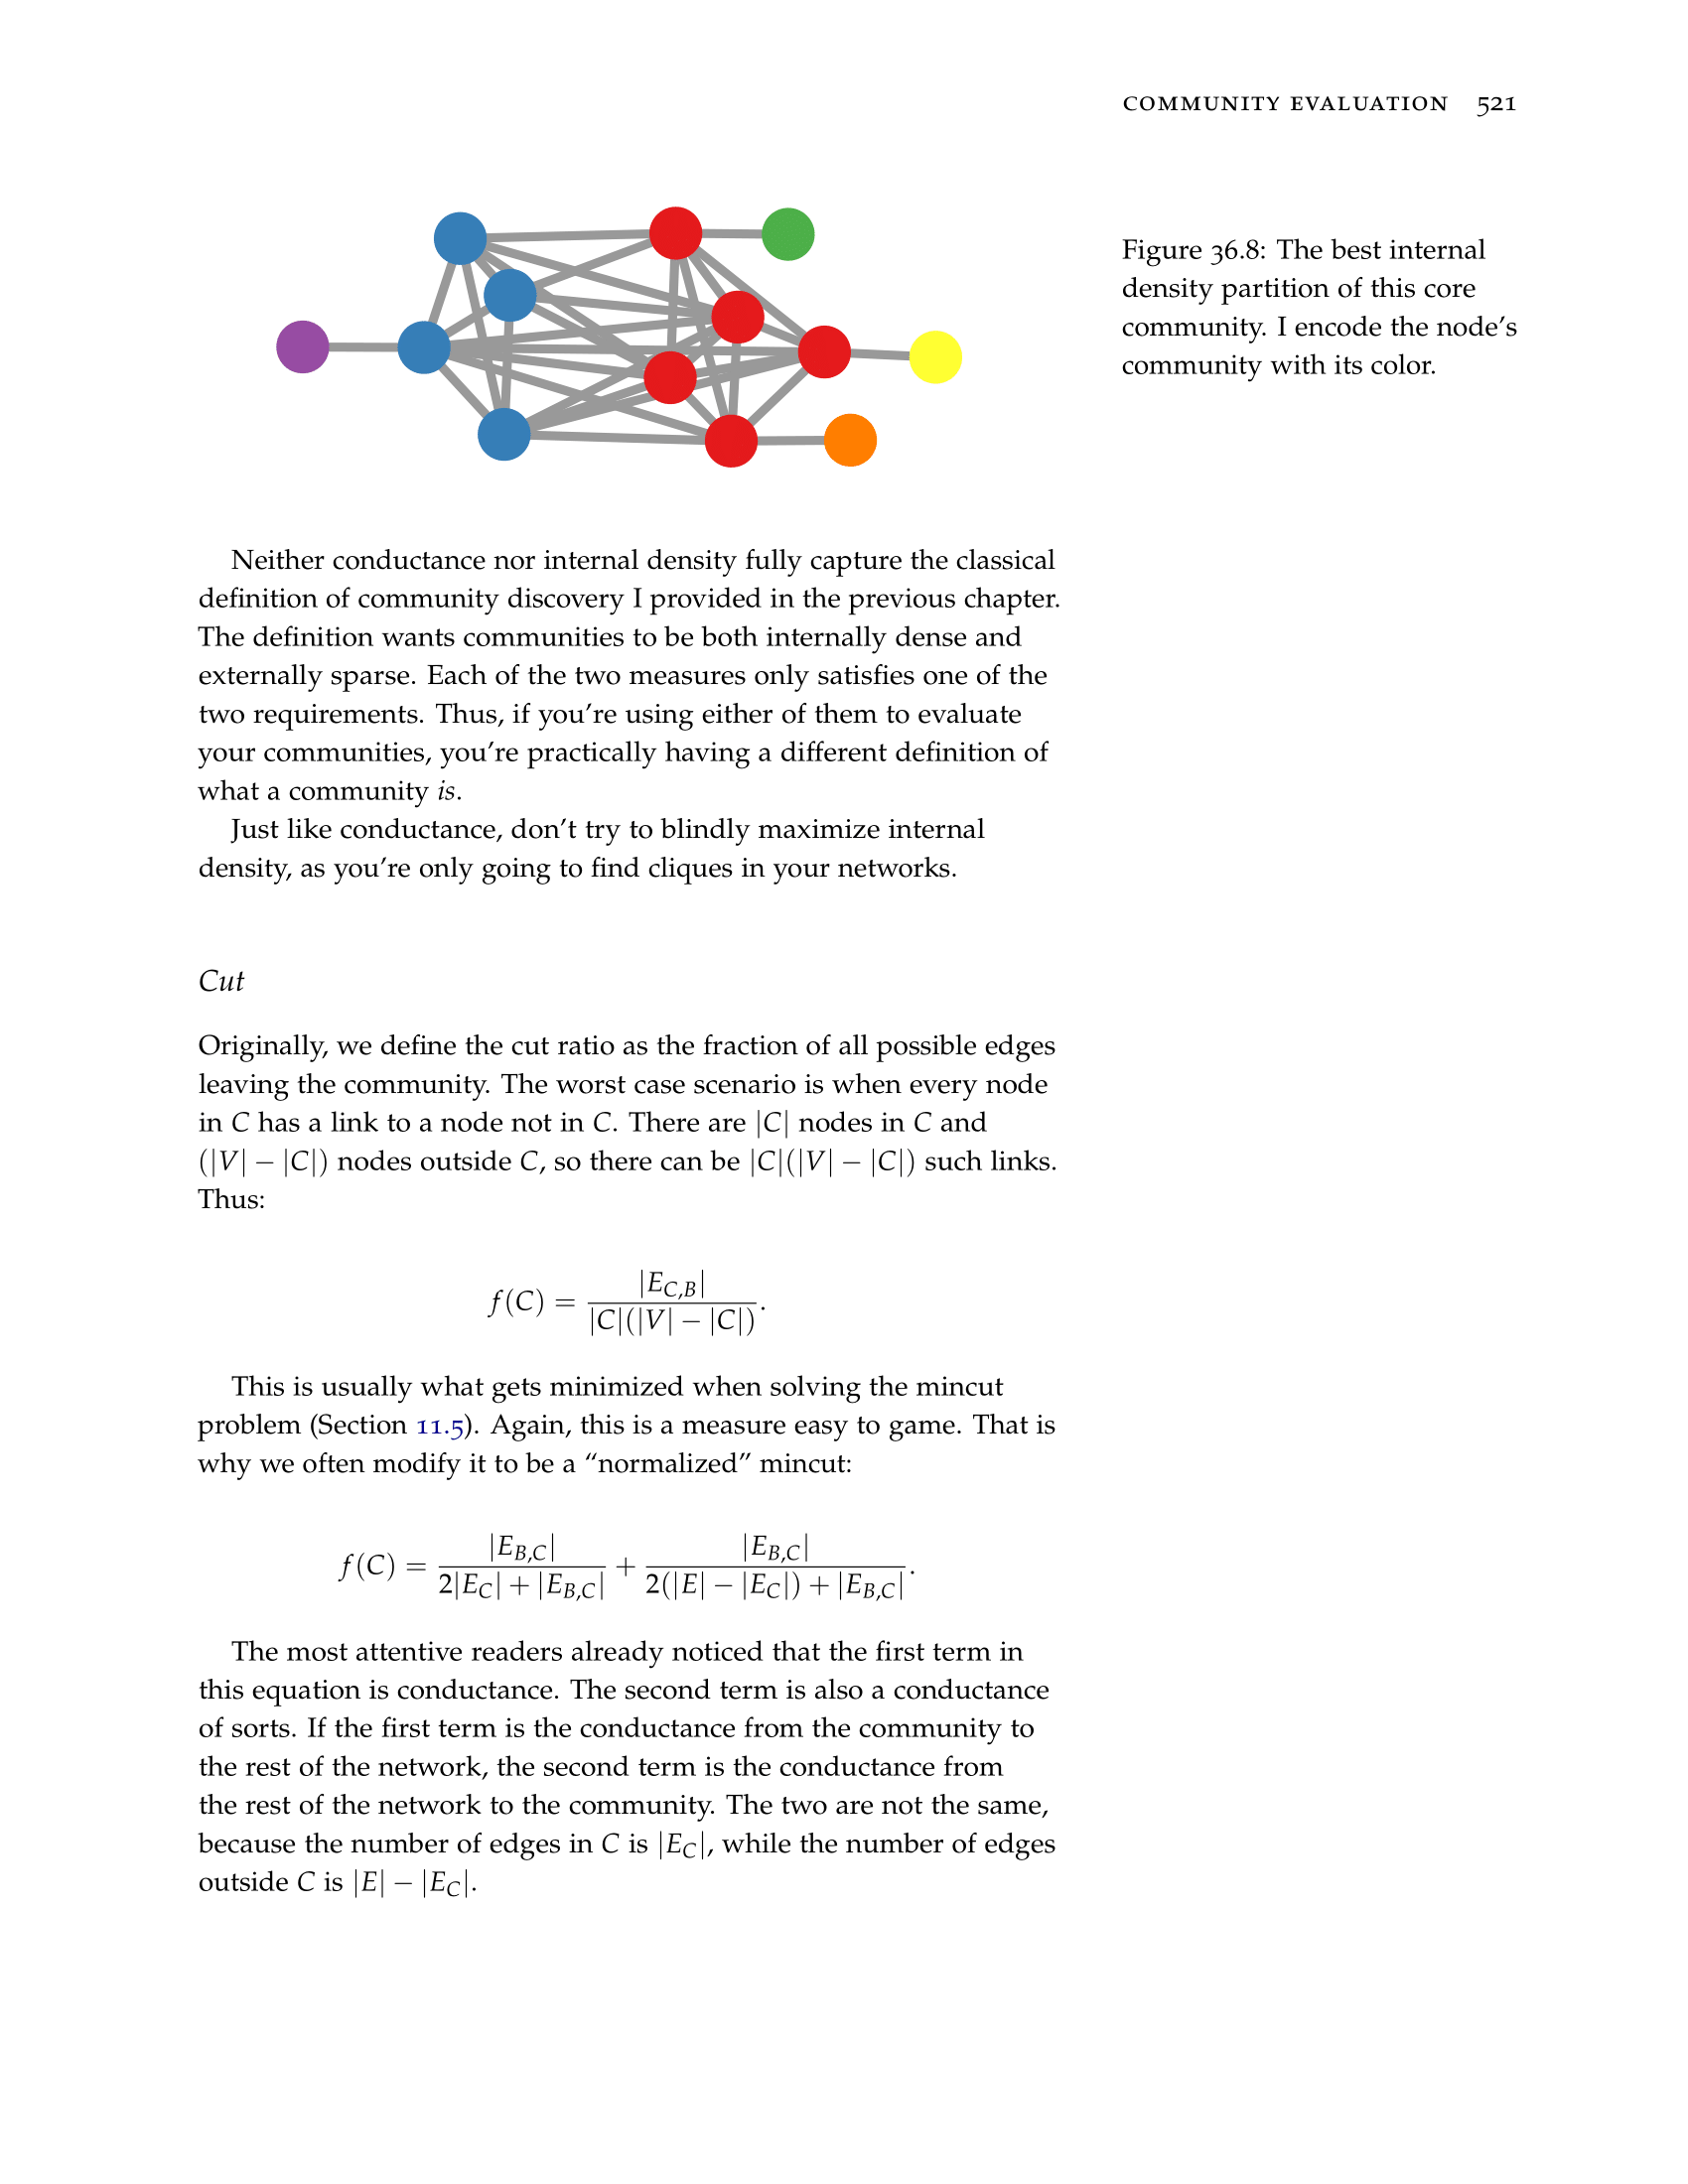 COMMUNITY EVALUATION 521
Figure 36.8: The best internal
density partition of this core
community. I encode the node's
community with its color.
Neither conductance nor internal density fully capture the classical
definition of community discovery I provided in the previous chapter.
The definition wants communities to be both internally dense and
externally sparse. Each of the two measures only satisfies one of the
two requirements. Thus, if you're using either of them to evaluate
your communities, you're practically having a different definition of
what a community is.
Just like conductance, don't try to blindly maximize internal
density, as you're only going to find cliques in your networks.
Cut
Originally, we define the cut ratio as the fraction of all possible edges
leaving the community. The worst case scenario is when every node
in C has a link to a node not in C. There are |C| nodes in C and
(|V| − |C|) nodes outside C, so there can be |C|(|V| − |C|) such links.
Thus:
f(C) = |E_{C,B}| / |C|(|V| − |C|).
This is usually what gets minimized when solving the mincut
problem (Section 11.5). Again, this is a measure easy to game. That is
why we often modify it to be a “normalized” mincut:
f(C) = |E_{B,C}| / (2|E_C| + |E_{B,C}|) + |E_{B,C}| / (2(|E| − |E_C|) + |E_{B,C}|).
The most attentive readers already noticed that the first term in
this equation is conductance. The second term is also a conductance
of sorts. If the first term is the conductance from the community to
the rest of the network, the second term is the conductance from
the rest of the network to the community. The two are not the same,
because the number of edges in C is |E_C|, while the number of edges
outside C is |E| − |E_C|.